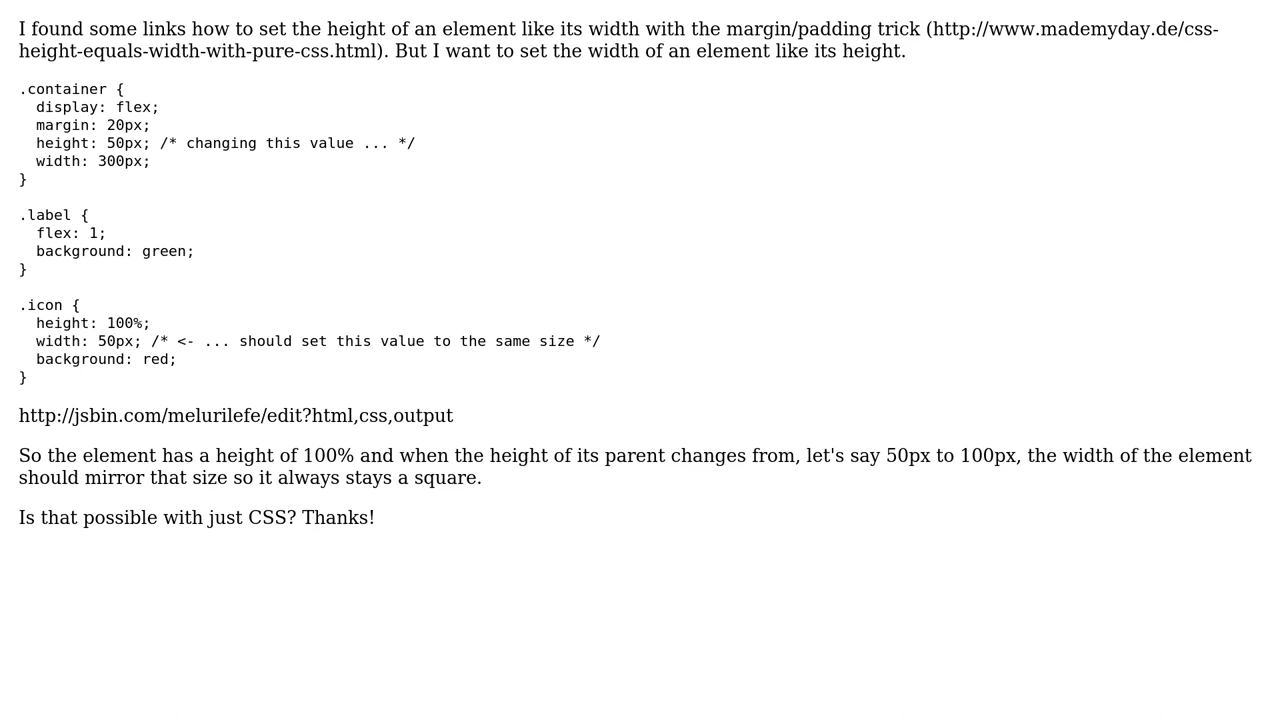 I found some links how to set the height of an element like its width with the margin/padding trick (http://www.mademyday.de/css-
height-equals-width-with-pure-css.html). But I want to set the width of an element like its height.
.container {
  display: flex;
  margin: 20px;
  height: 50px; /* changing this value ... */
  width: 300px;
}
.label {
  flex: 1;
  background: green;
}
.icon {
  height: 100%;
  width: 50px; /* <- ... should set this value to the same size */
  background: red;
}
http://jsbin.com/melurilefe/edit?html,css,output
So the element has a height of 100% and when the height of its parent changes from, let's say 50px to 100px, the width of the element
should mirror that size so it always stays a square.
Is that possible with just CSS? Thanks!